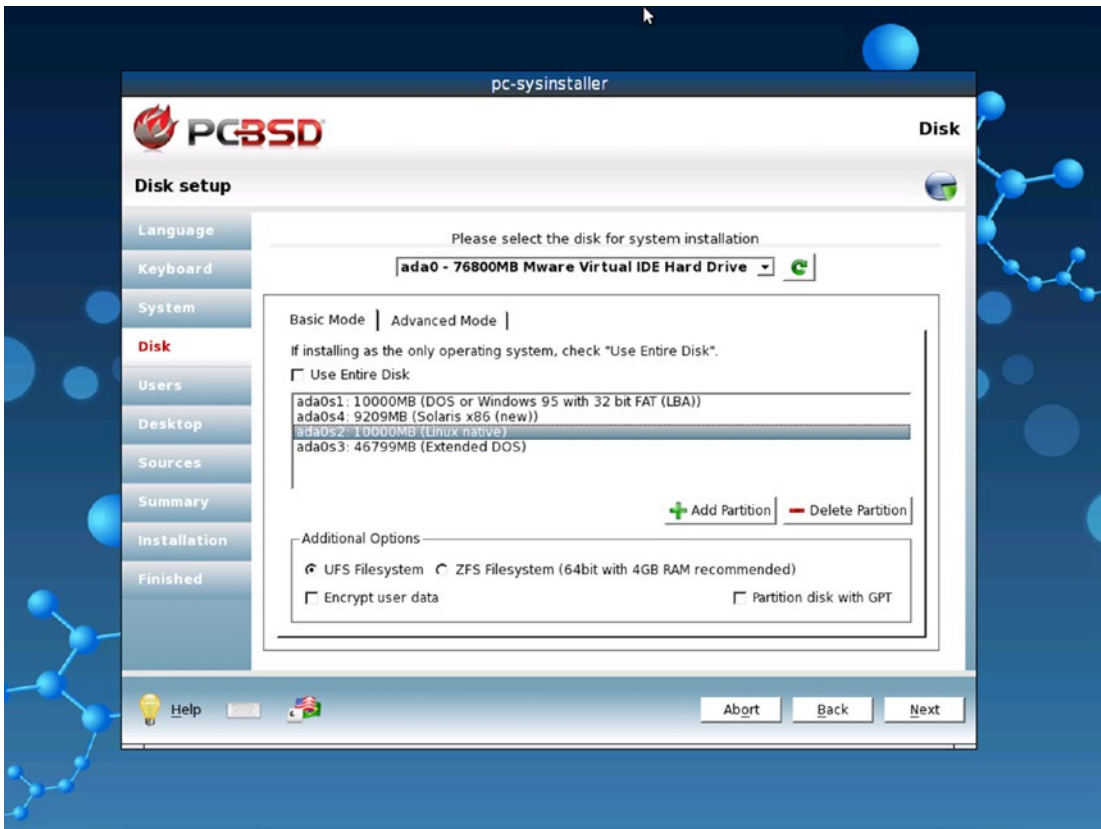 pc-sysinstaller
PCBSD
Disk
Disk setup
Language
Keyboard
System
Disk
Users
Desktop
Sources
Summary
Installation
Finished
Please select the disk for system installation
ada0 - 76800MB Mware Virtual IDE Hard Drive
Basic Mode Advanced Mode
If installing as the only operating system, check "Use Entire Disk".
Use Entire Disk
ada0s1: 10000MB (DOS or Windows 95 with 32 bit FAT (LBA))
ada0s4: 9209MB (Solaris x86 (new))
ada0s2: 10000MB (Linux native)
ada0s3: 46799MB (Extended DOS)
Add Partition Delete Partition
Additional Options
UFS Filesystem ZFS Filesystem (64bit with 4GB RAM recommended)
Encrypt user data Partition disk with GPT
Help Abort Back Next